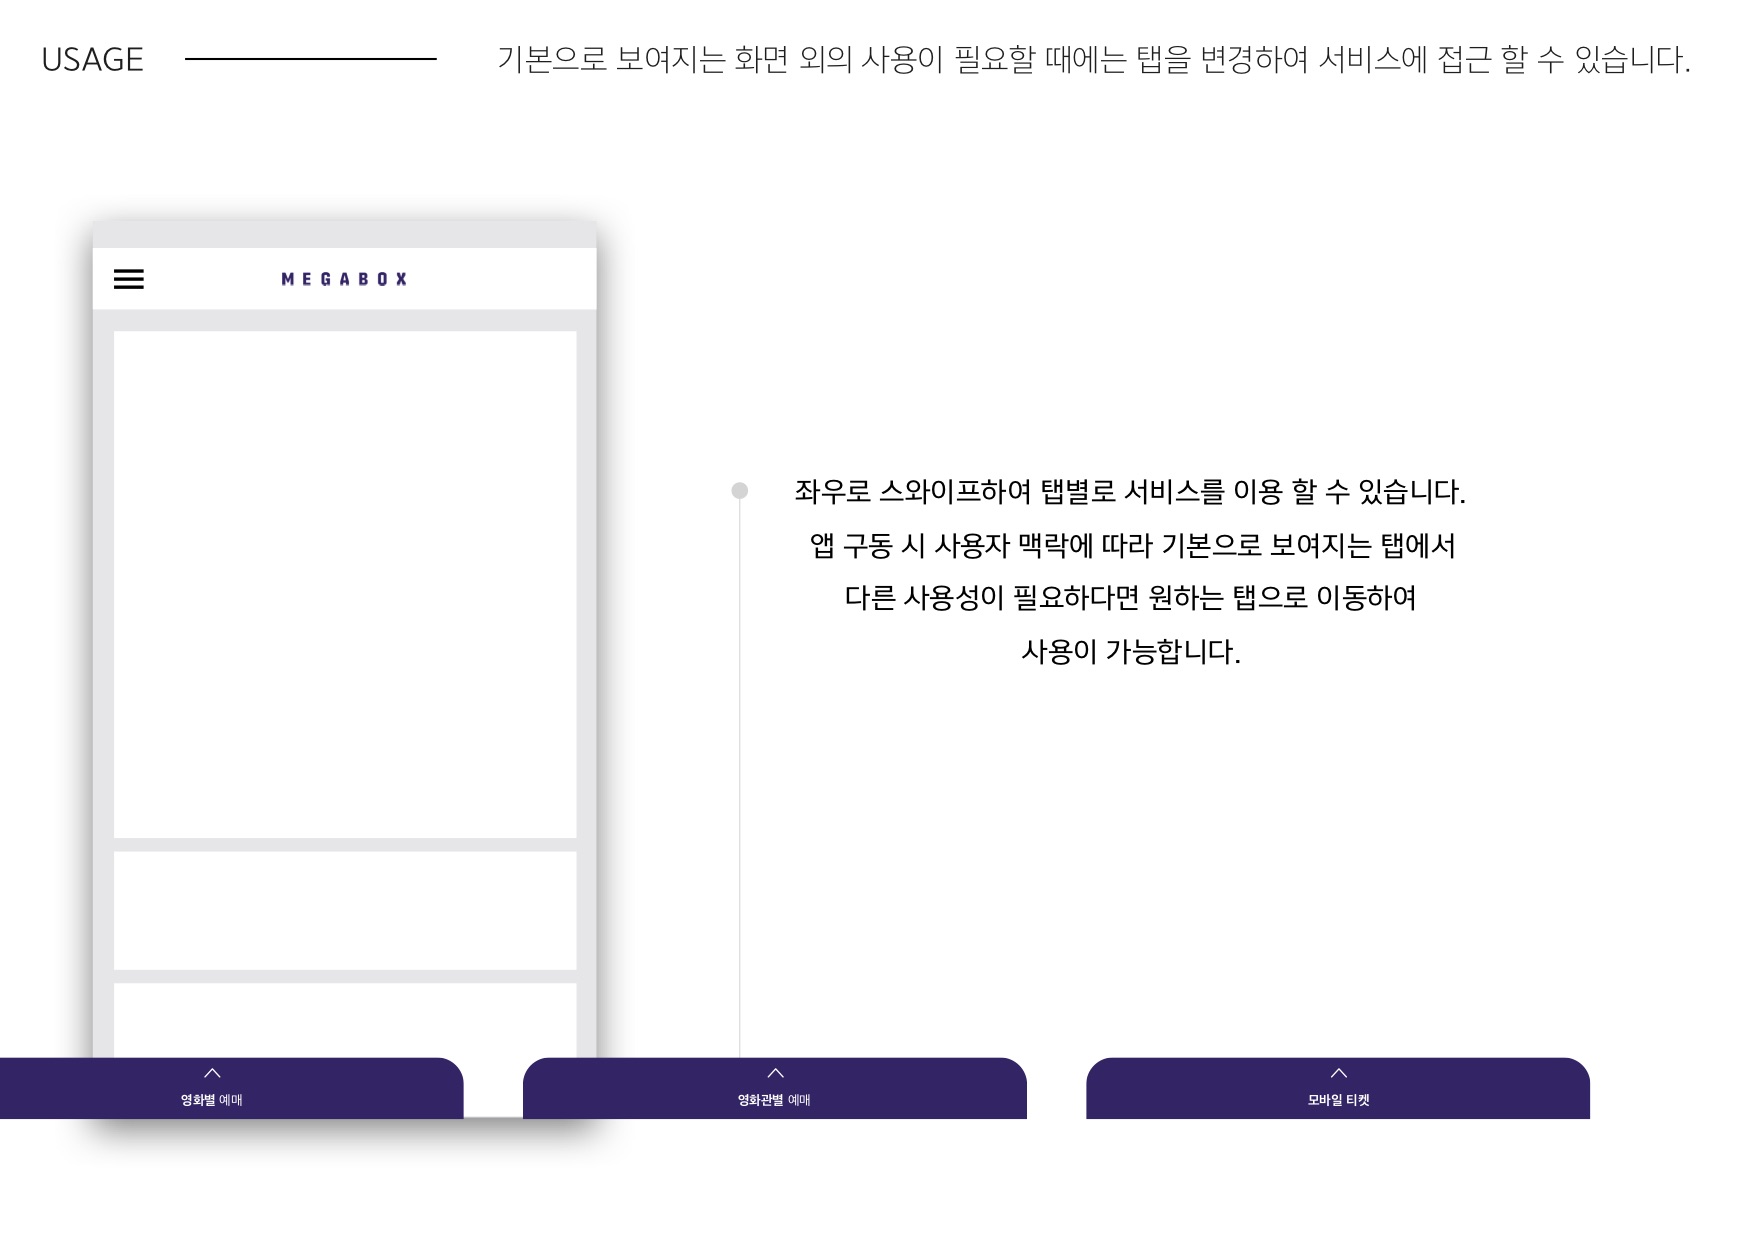 USAGE
기본으로 보여지는 화면 외의 사용이 필요할 때에는 탭을 변경하여 서비스에 접근 할 수 있습니다.
MEGABOX
좌우로 스와이프하여 탭별로 서비스를 이용 할 수 있습니다.
앱 구동 시 사용자 맥락에 따라 기본으로 보여지는 탭에서
다른 사용성이 필요하다면 원하는 탭으로 이동하여
사용이 가능합니다.
영화별 예매
영화관별 예매
모바일 티켓